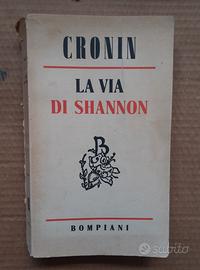 CRONIN
LA VIA
DI SHANNON
B
BOMPIANI
subito